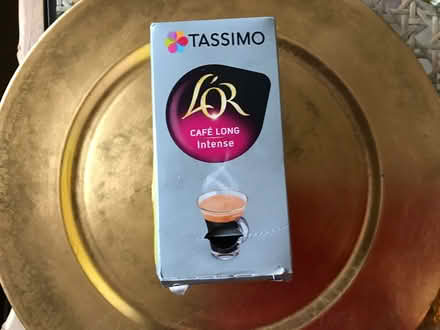 TASSIMO
L'OR
CAFÉ LONG
Intense